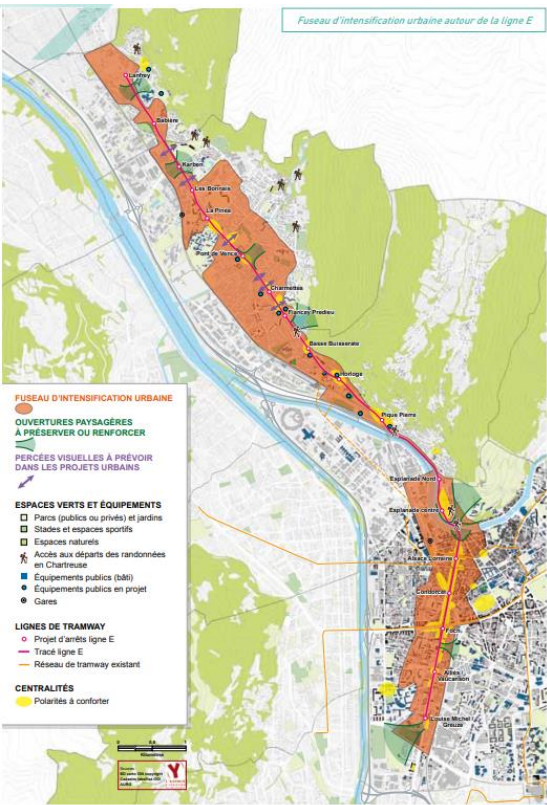 Fuseau d'intensification urbaine autour de la ligne E
Lanfrey
Babière
Karben
Les Bonnais
La Pinéa
Pont de Vence
Charmettes
Fiancey Predieu
Basse Buisserate
Horloge
Pique Pierre
Esplanade Nord
Esplanade centre
Alsace Lorraine
Condorcet
Foch
Vaucanson
Louise Michel
FUSEAU D'INTENSIFICATION URBAINE
OUVERTURES PAYSAGÈRES
À PRÉSERVER OU RENFORCER
PERCÉES VISUELLES À PRÉVOIR
DANS LES PROJETS URBAINS
ESPACES VERTS ET ÉQUIPEMENTS
Parcs (publics ou privés) et jardins
Stades et espaces sportifs
Espaces naturels
Accès aux départs des randonnées
en Chartreuse
Équipements publics (bâti)
Équipements publics en projet
Gares
LIGNES DE TRAMWAY
Projet d'arrêts ligne E
Tracé ligne E
Réseau de tramway existant
CENTRALITÉS
Polarités à conforter